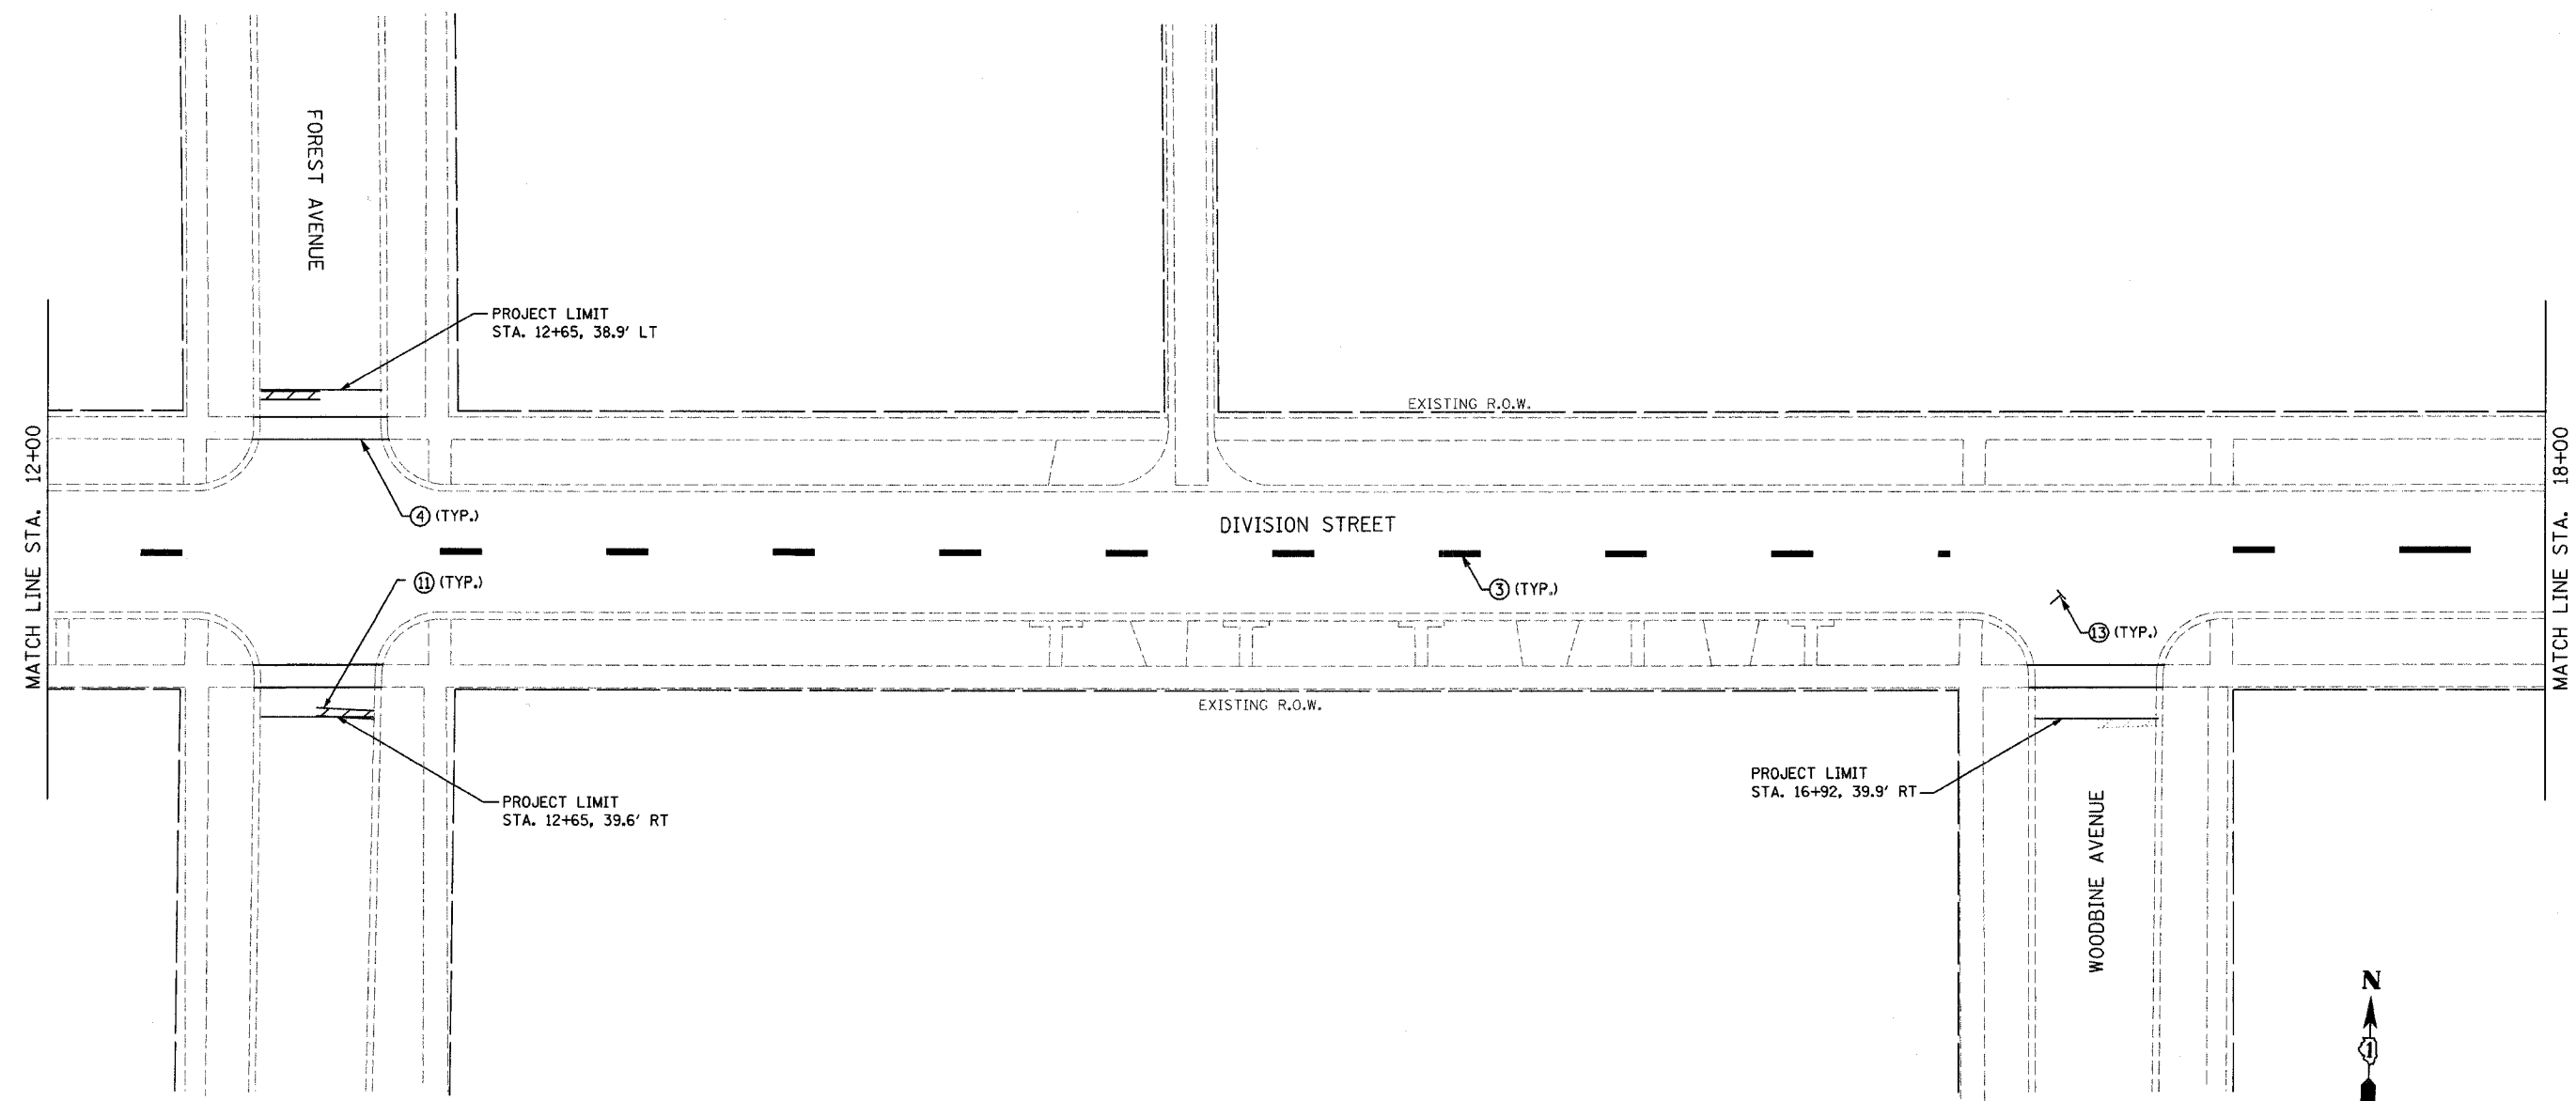 FOREST AVENUE
PROJECT LIMIT
STA. 12+65, 38.9' LT
EXISTING R.O.W.
MATCH LINE STA. 12+00
MATCH LINE STA. 18+00
4 (TYP.)
DIVISION STREET
11 (TYP.)
3 (TYP.)
13 (TYP.)
EXISTING R.O.W.
PROJECT LIMIT
STA. 16+92, 39.9' RT
PROJECT LIMIT
STA. 12+65, 39.6' RT
WOODBINE AVENUE
N
1